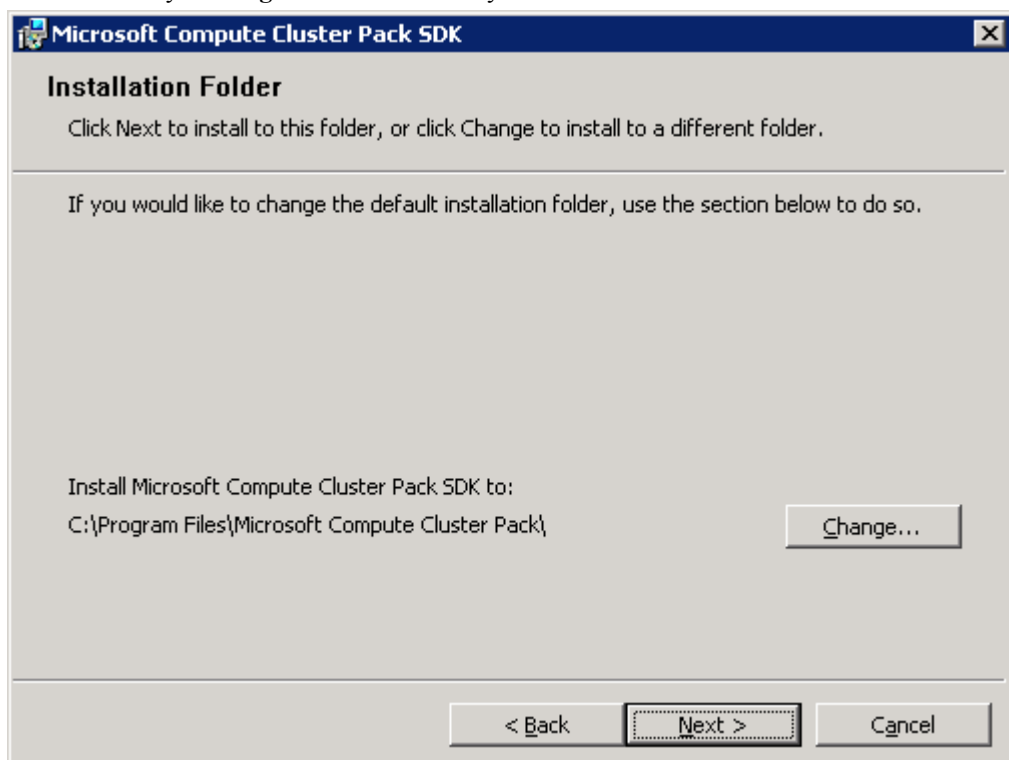 Microsoft Compute Cluster Pack SDK
Installation Folder
Click Next to install to this folder, or click Change to install to a different folder.
If you would like to change the default installation folder, use the section below to do so.
Install Microsoft Compute Cluster Pack SDK to:
C:\Program Files\Microsoft Compute Cluster Pack\
Change...
< Back
Next >
Cancel